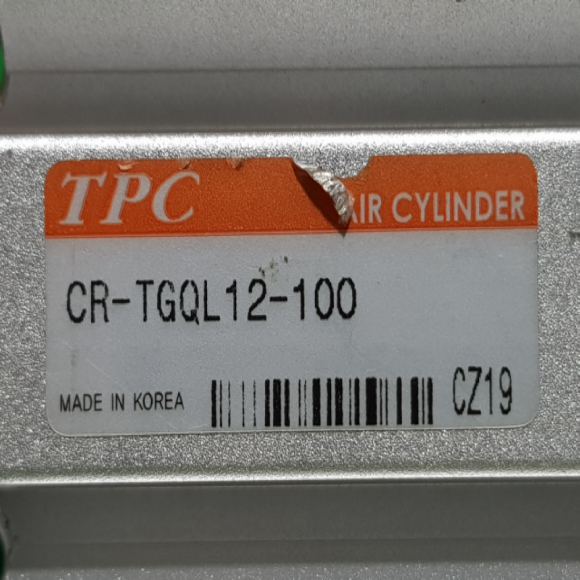 TPC AIR CYLINDER
CR-TGQL12-100
MADE IN KOREA CZ19